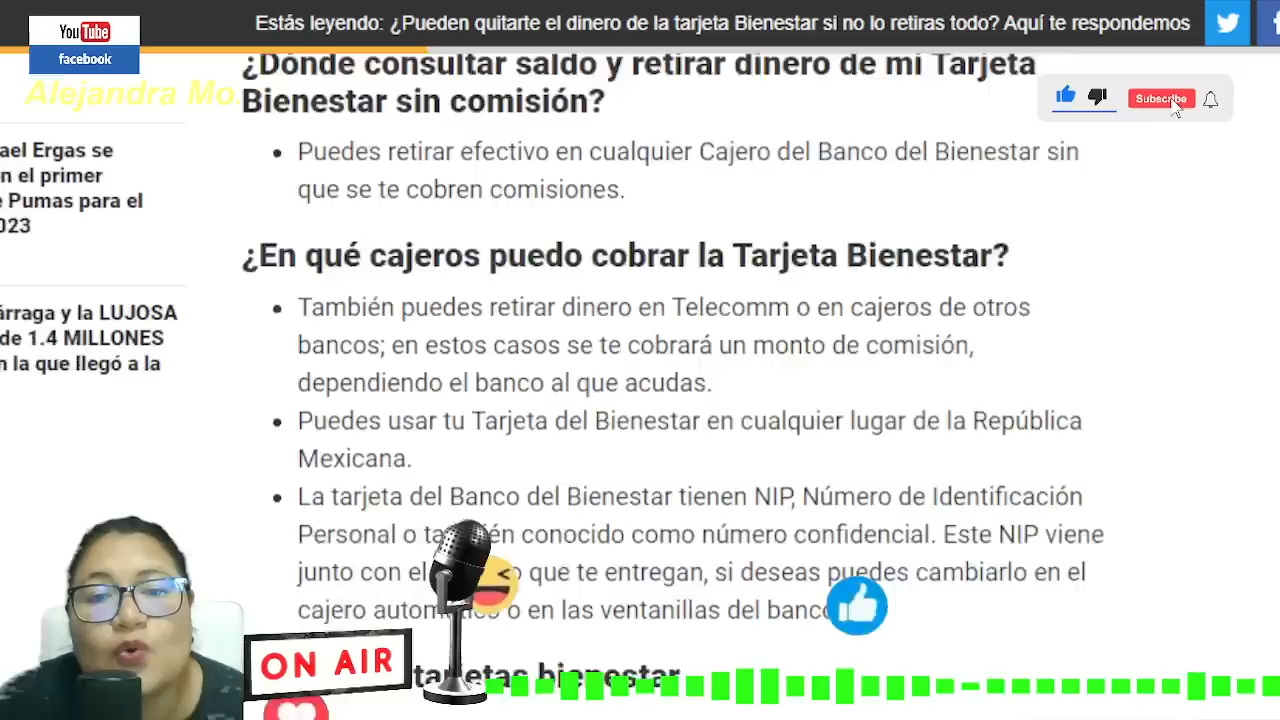 Estás leyendo: ¿Pueden quitarte el dinero de la tarjeta Bienestar si no lo retiras todo? Aquí te respondemos
YouTube
facebook
Alejandra Mo.
Subscribe
ael Ergas se
n el primer
Pumas para el
023
árraga y la LUJOSA
de 1.4 MILLONES
n la que llegó a la
¿Dónde consultar saldo y retirar dinero de mi Tarjeta
Bienestar sin comisión?
• Puedes retirar efectivo en cualquier Cajero del Banco del Bienestar sin
que se te cobren comisiones.
¿En qué cajeros puedo cobrar la Tarjeta Bienestar?
• También puedes retirar dinero en Telecomm o en cajeros de otros
bancos; en estos casos se te cobrará un monto de comisión,
dependiendo el banco al que acudas.
• Puedes usar tu Tarjeta del Bienestar en cualquier lugar de la República
Mexicana.
• La tarjeta del Banco del Bienestar tienen NIP, Número de Identificación
Personal o también conocido como número confidencial. Este NIP viene
junto con el que te entregan, si deseas puedes cambiarlo en el
cajero automático o en las ventanillas del banco
tarjetas bienestar
ON AIR